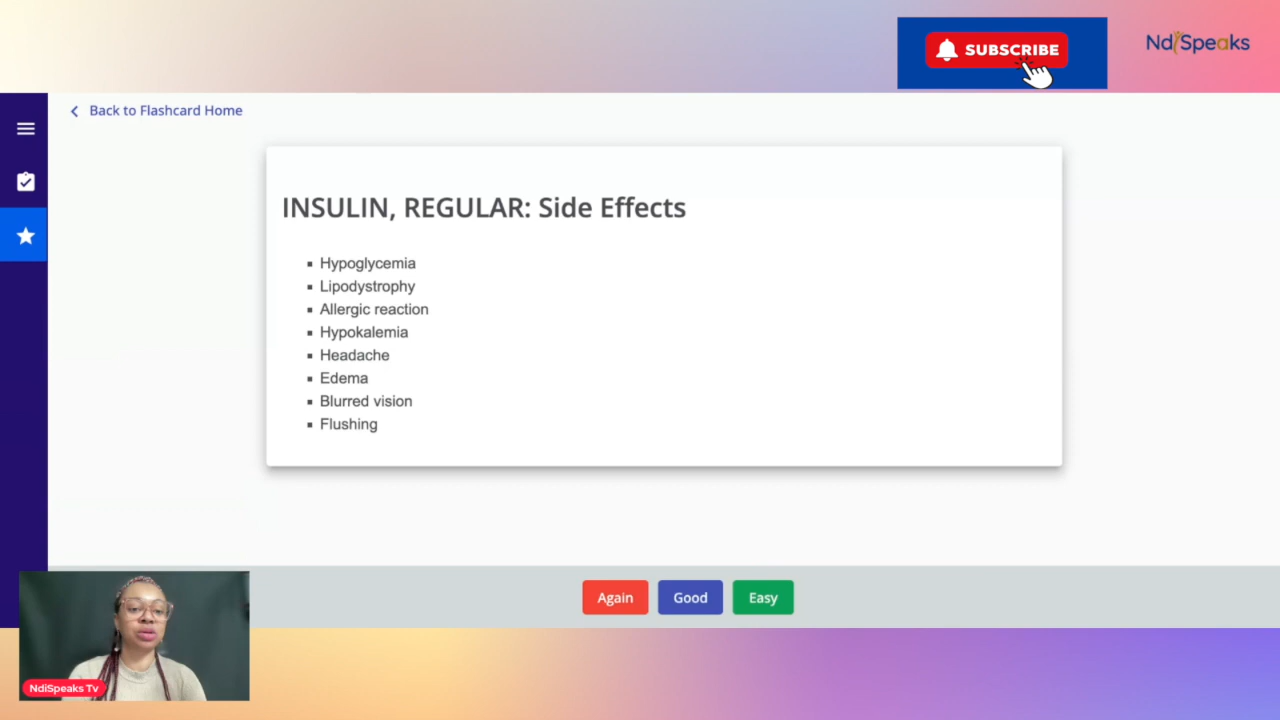 SUBSCRIBE
NdiSpeaks
Back to Flashcard Home
INSULIN, REGULAR: Side Effects
Hypoglycemia
Lipodystrophy
Allergic reaction
Hypokalemia
Headache
Edema
Blurred vision
Flushing
Again
Good
Easy
NdiSpeaks Tv